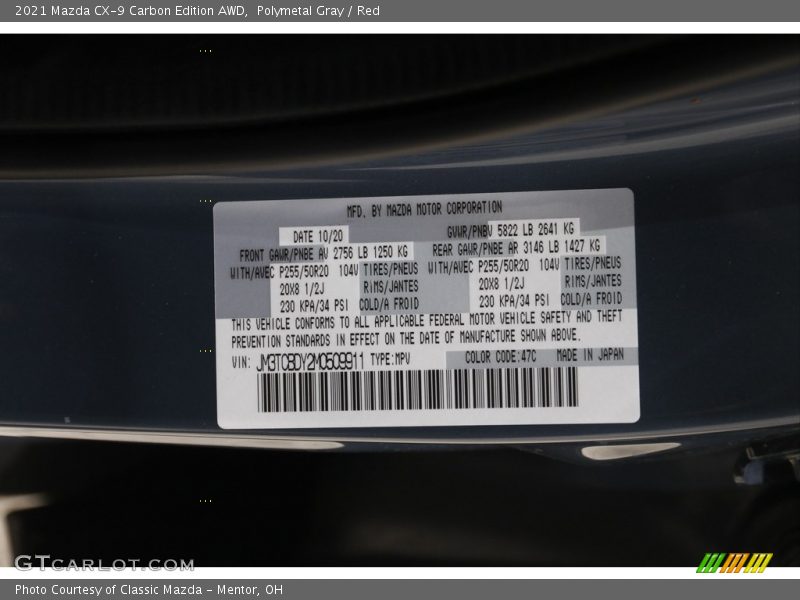 2021 Mazda CX-9 Carbon Edition AWD, Polymetal Gray / Red
MFD. BY MAZDA MOTOR CORPORATION
DATE 10/20 GVWR/PNBV 5822 LB 2641 KG
FRONT GAWR/PNBE AV 2756 LB 1250 KG REAR GAWR/PNBE AR 3146 LB 1427 KG
WITH/AVEC P255/50R20 104V TIRES/PNEUS WITH/AVEC P255/50R20 104V TIRES/PNEUS
20X8 1/2J RIMS/JANTES 20X8 1/2J RIMS/JANTES
230 KPA/34 PSI COLD/A FROID 230 KPA/34 PSI COLD/A FROID
THIS VEHICLE CONFORMS TO ALL APPLICABLE FEDERAL MOTOR VEHICLE SAFETY AND THEFT
PREVENTION STANDARDS IN EFFECT ON THE DATE OF MANUFACTURE SHOWN ABOVE.
VIN: JM3TCBDY2M0509911 TYPE:MPV COLOR CODE:47C MADE IN JAPAN
GTCARLOT.COM
Photo Courtesy of Classic Mazda - Mentor, OH